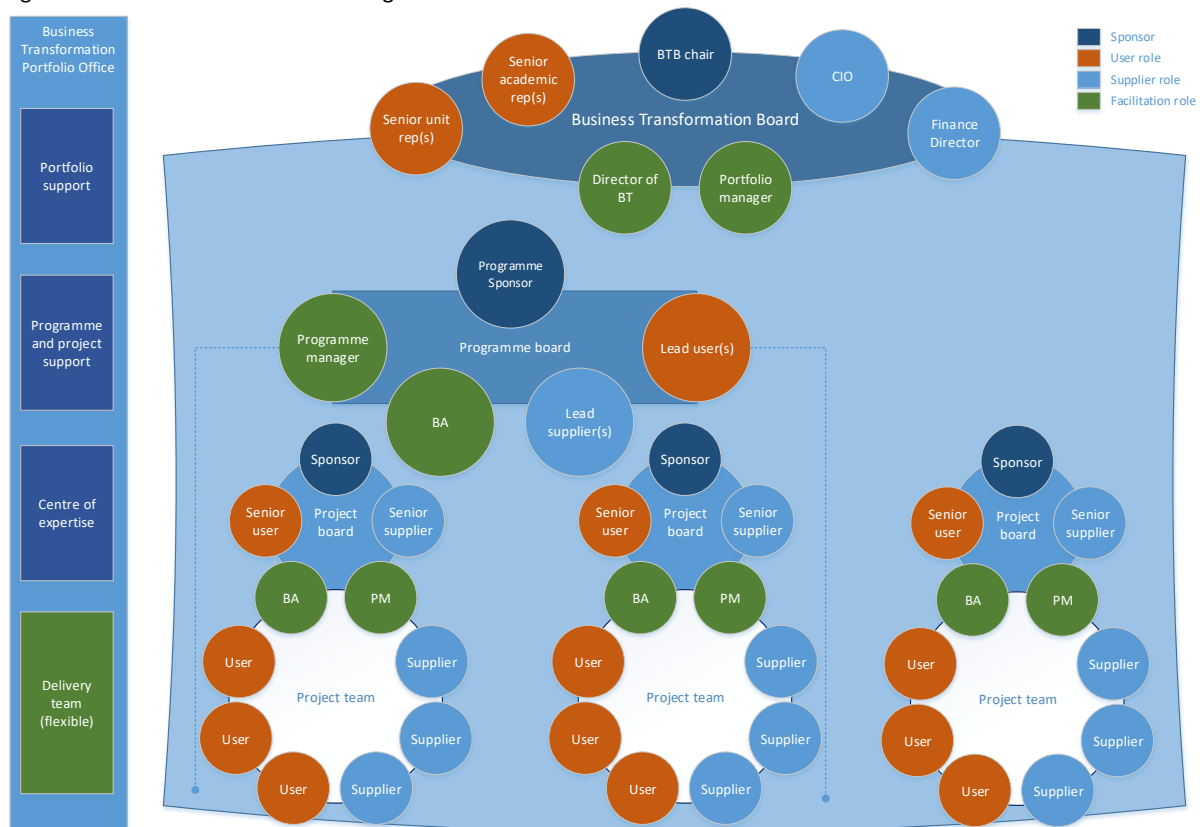 Business
Transformation
Portfolio Office
Portfolio
support
Programme
and project
support
Centre of
expertise
Delivery
team
(flexible)
Sponsor
User role
Supplier role
Facilitation role
BTB chair
Senior
academic
rep(s)
CIO
Senior unit
rep(s)
Business Transformation Board
Finance
Director
Director of
BT
Portfolio
manager
Programme
Sponsor
Programme
manager
Programme board
Lead user(s)
BA
Lead
supplier(s)
Sponsor
Senior
user
Project
board
Senior
supplier
BA
PM
User
Supplier
Project team
User
Supplier
User
Supplier
Sponsor
Senior
user
Project
board
Senior
supplier
BA
PM
User
Supplier
Project team
User
Supplier
User
Supplier
Sponsor
Senior
user
Project
board
Senior
supplier
BA
PM
User
Supplier
Project team
User
Supplier
User
Supplier